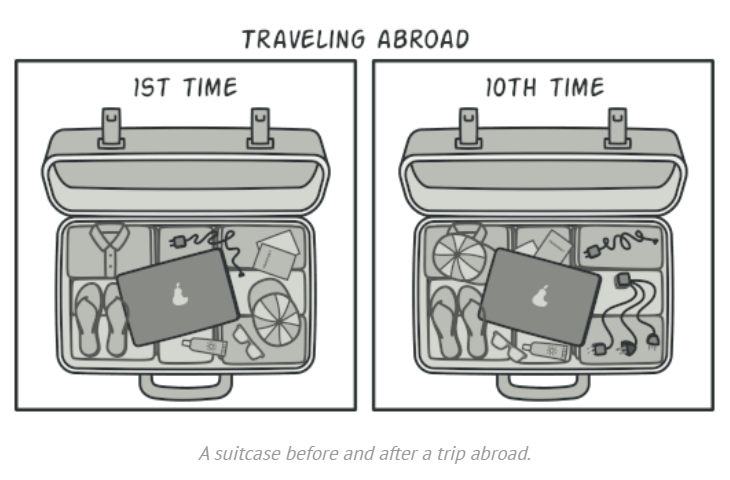 TRAVELING ABROAD
1ST TIME
10TH TIME
A suitcase before and after a trip abroad.